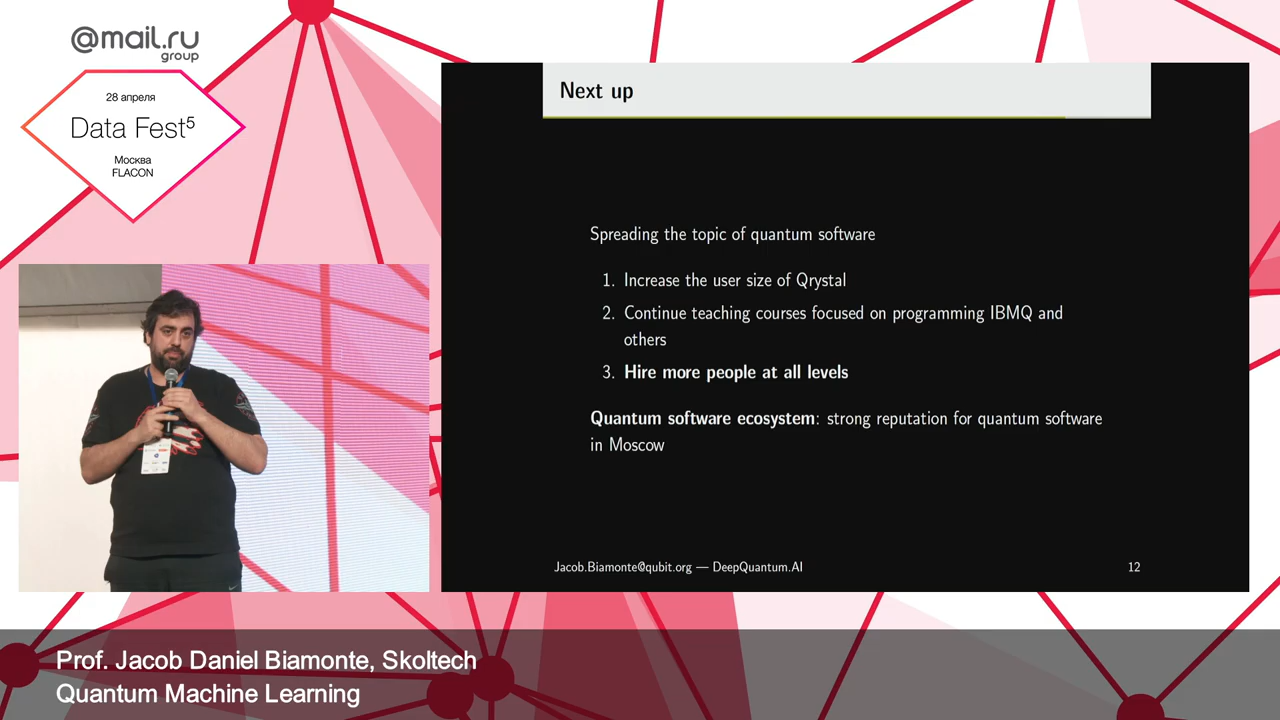 @mail.ru
group
28 апреля
Data Fest⁵
Москва
FLACON
Next up
Spreading the topic of quantum software
1. Increase the user size of Qrystal
2. Continue teaching courses focused on programming IBMQ and
others
3. Hire more people at all levels
Quantum software ecosystem: strong reputation for quantum software
in Moscow
Jacob.Biamonte@qubit.org — DeepQuantum.AI
12
Prof. Jacob Daniel Biamonte, Skoltech
Quantum Machine Learning